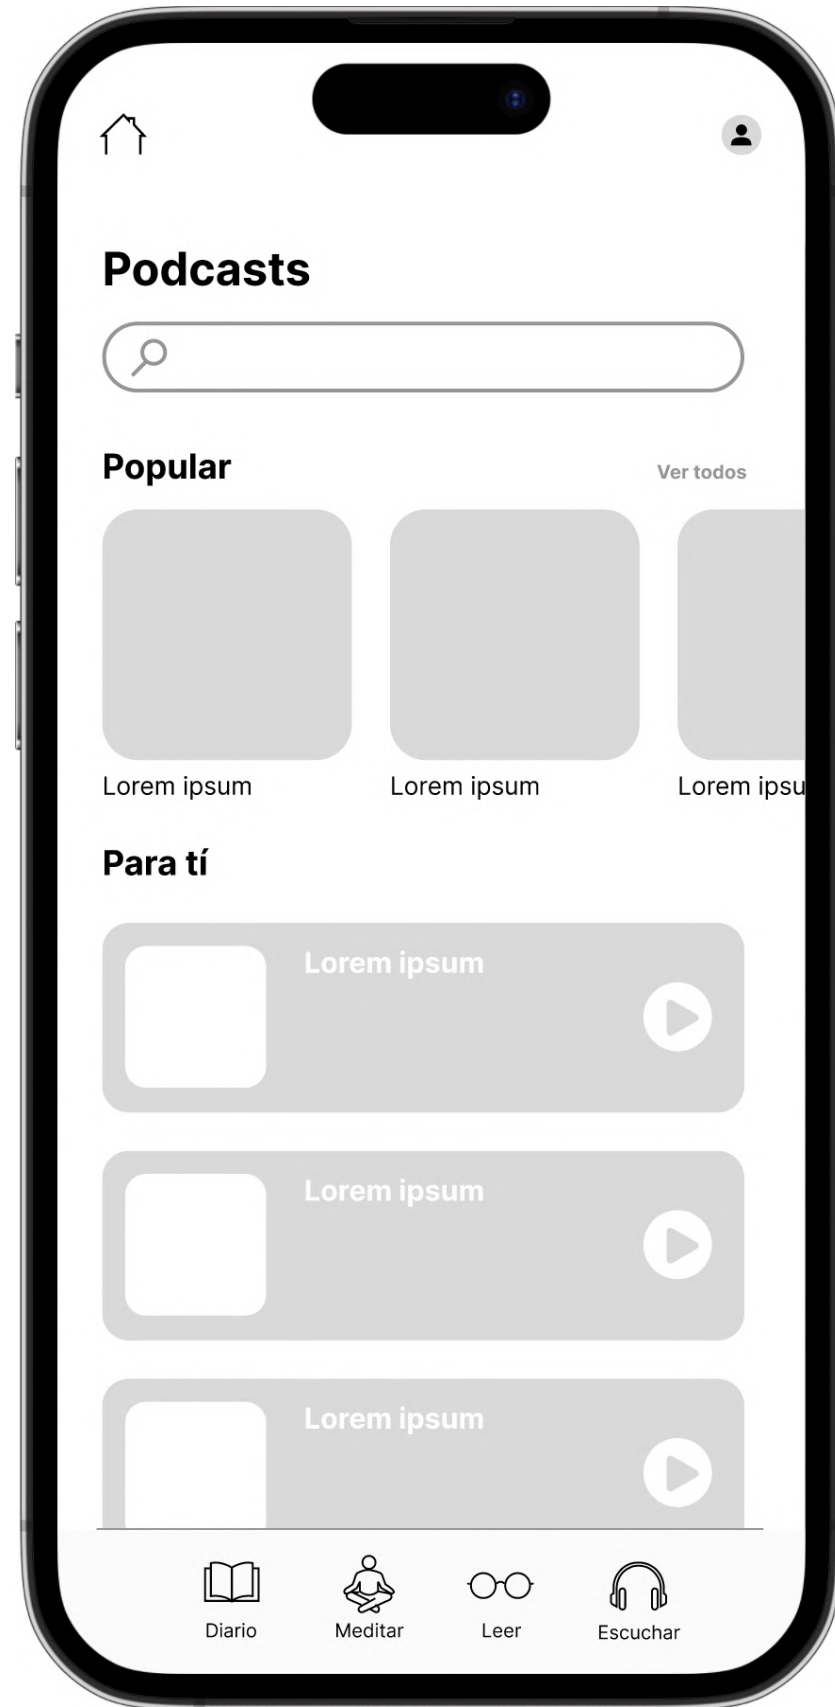 Podcasts
Popular
Ver todos
Lorem ipsum
Lorem ipsum
Lorem ipsu
Para tí
Lorem ipsum
Lorem ipsum
Lorem ipsum
Diario
Meditar
Leer
Escuchar